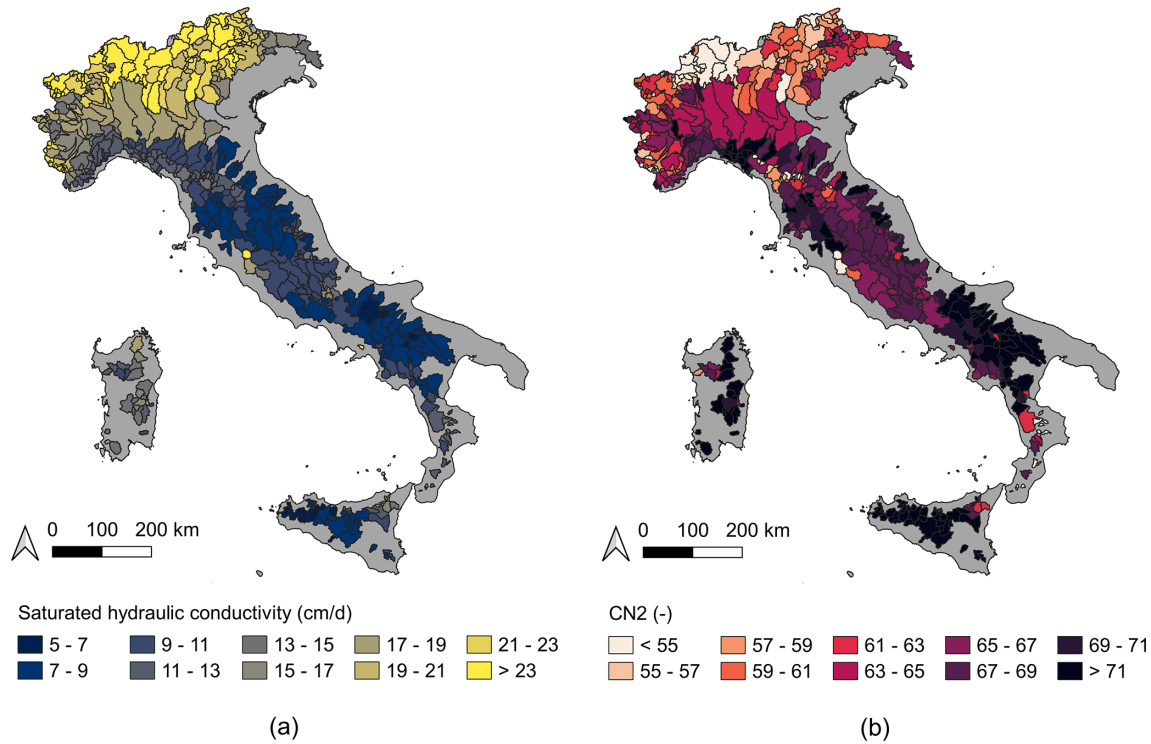 0 100 200 km
0 100 200 km
Saturated hydraulic conductivity (cm/d)
5 - 7 9 - 11 13 - 15 17 - 19 21 - 23
7 - 9 11 - 13 15 - 17 19 - 21 > 23
CN2 (-)
< 55 57 - 59 61 - 63 65 - 67 69 - 71
55 - 57 59 - 61 63 - 65 67 - 69 > 71
(a)
(b)